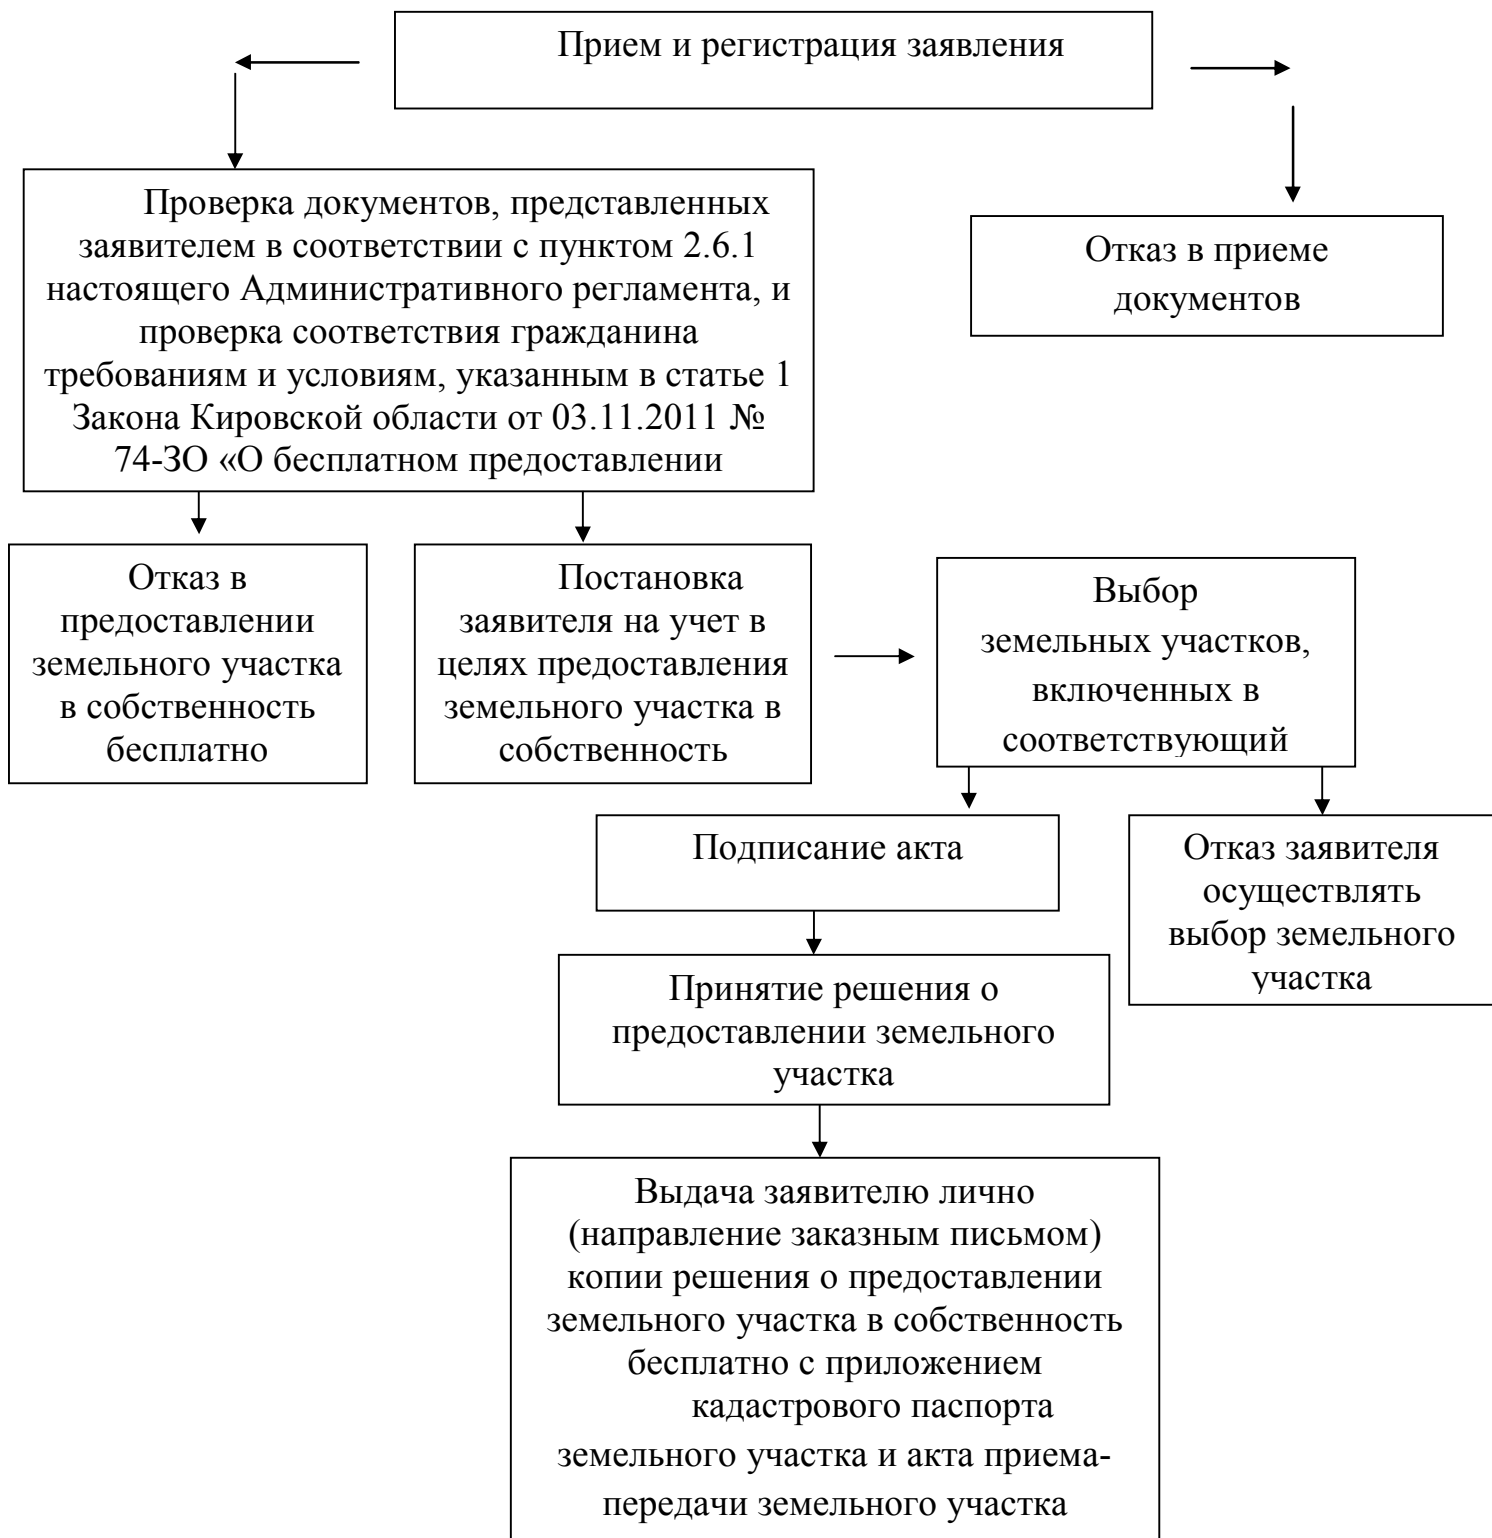 Прием и регистрация заявления
Проверка документов, представленных
заявителем в соответствии с пунктом 2.6.1
настоящего Административного регламента, и
проверка соответствия гражданина
требованиям и условиям, указанным в статье 1
Закона Кировской области от 03.11.2011 №
74-ЗО «О бесплатном предоставлении
Отказ в приеме
документов
Отказ в
предоставлении
земельного участка
в собственность
бесплатно
Постановка
заявителя на учет в
целях предоставления
земельного участка в
собственность
Выбор
земельных участков,
включенных в
соответствующий
Подписание акта
Отказ заявителя
осуществлять
выбор земельного
участка
Принятие решения о
предоставлении земельного
участка
Выдача заявителю лично
(направление заказным письмом)
копии решения о предоставлении
земельного участка в собственность
бесплатно с приложением
кадастрового паспорта
земельного участка и акта приема-
передачи земельного участка